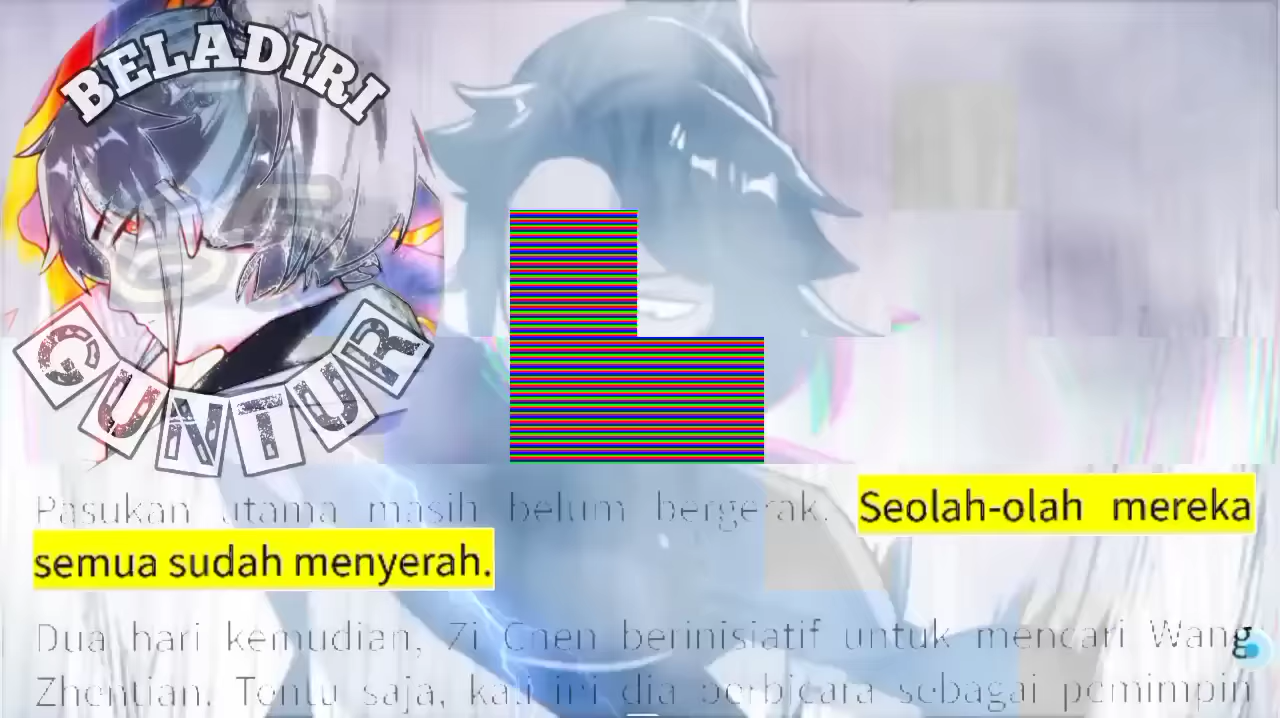 BELADIRI
GUNTUR
Pasukan utama masih belum bergerak. Seolah-olah mereka
semua sudah menyerah.
Dua hari kemudian, Zi Chen berinisiatif untuk mencari Wang
Zhentian. Tentu saja, kali ini dia berbicara sebagai pemimpin